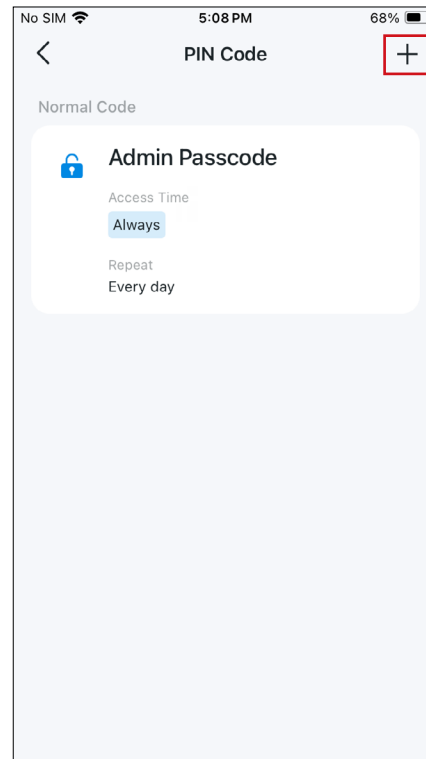 No SIM 5:08 PM 68%
PIN Code
Normal Code
Admin Passcode
Access Time
Always
Repeat
Every day